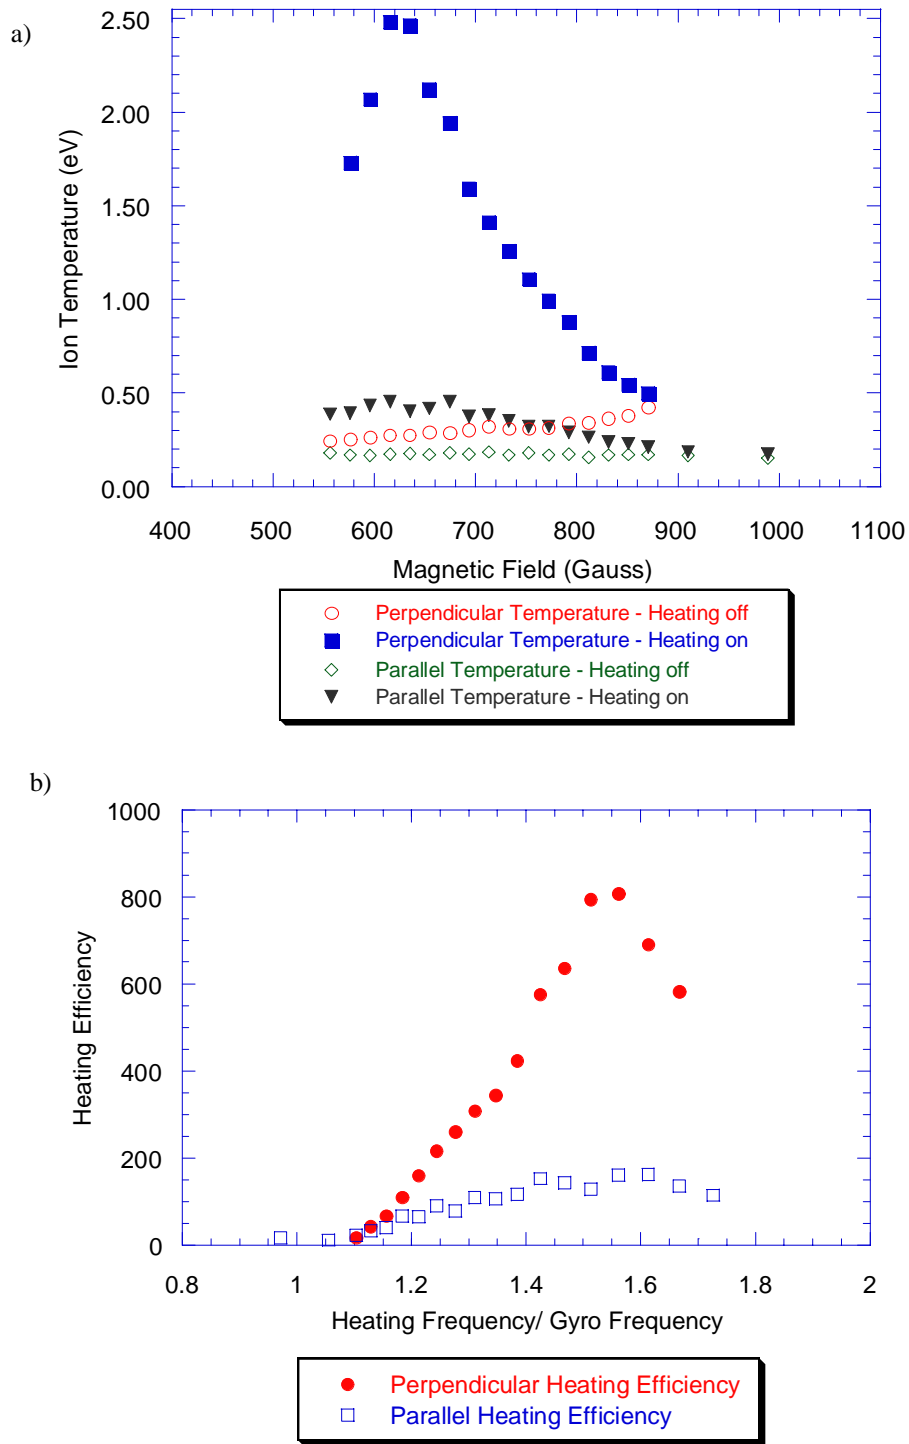 a)
2.50
2.00
1.50
1.00
0.50
0.00
Ion Temperature (eV)
400 500 600 700 800 900 1000 1100
Magnetic Field (Gauss)
Perpendicular Temperature - Heating off
Perpendicular Temperature - Heating on
Parallel Temperature - Heating off
Parallel Temperature - Heating on
b)
1000
800
600
400
200
0
Heating Efficiency
0.8 1 1.2 1.4 1.6 1.8 2
Heating Frequency/ Gyro Frequency
Perpendicular Heating Efficiency
Parallel Heating Efficiency